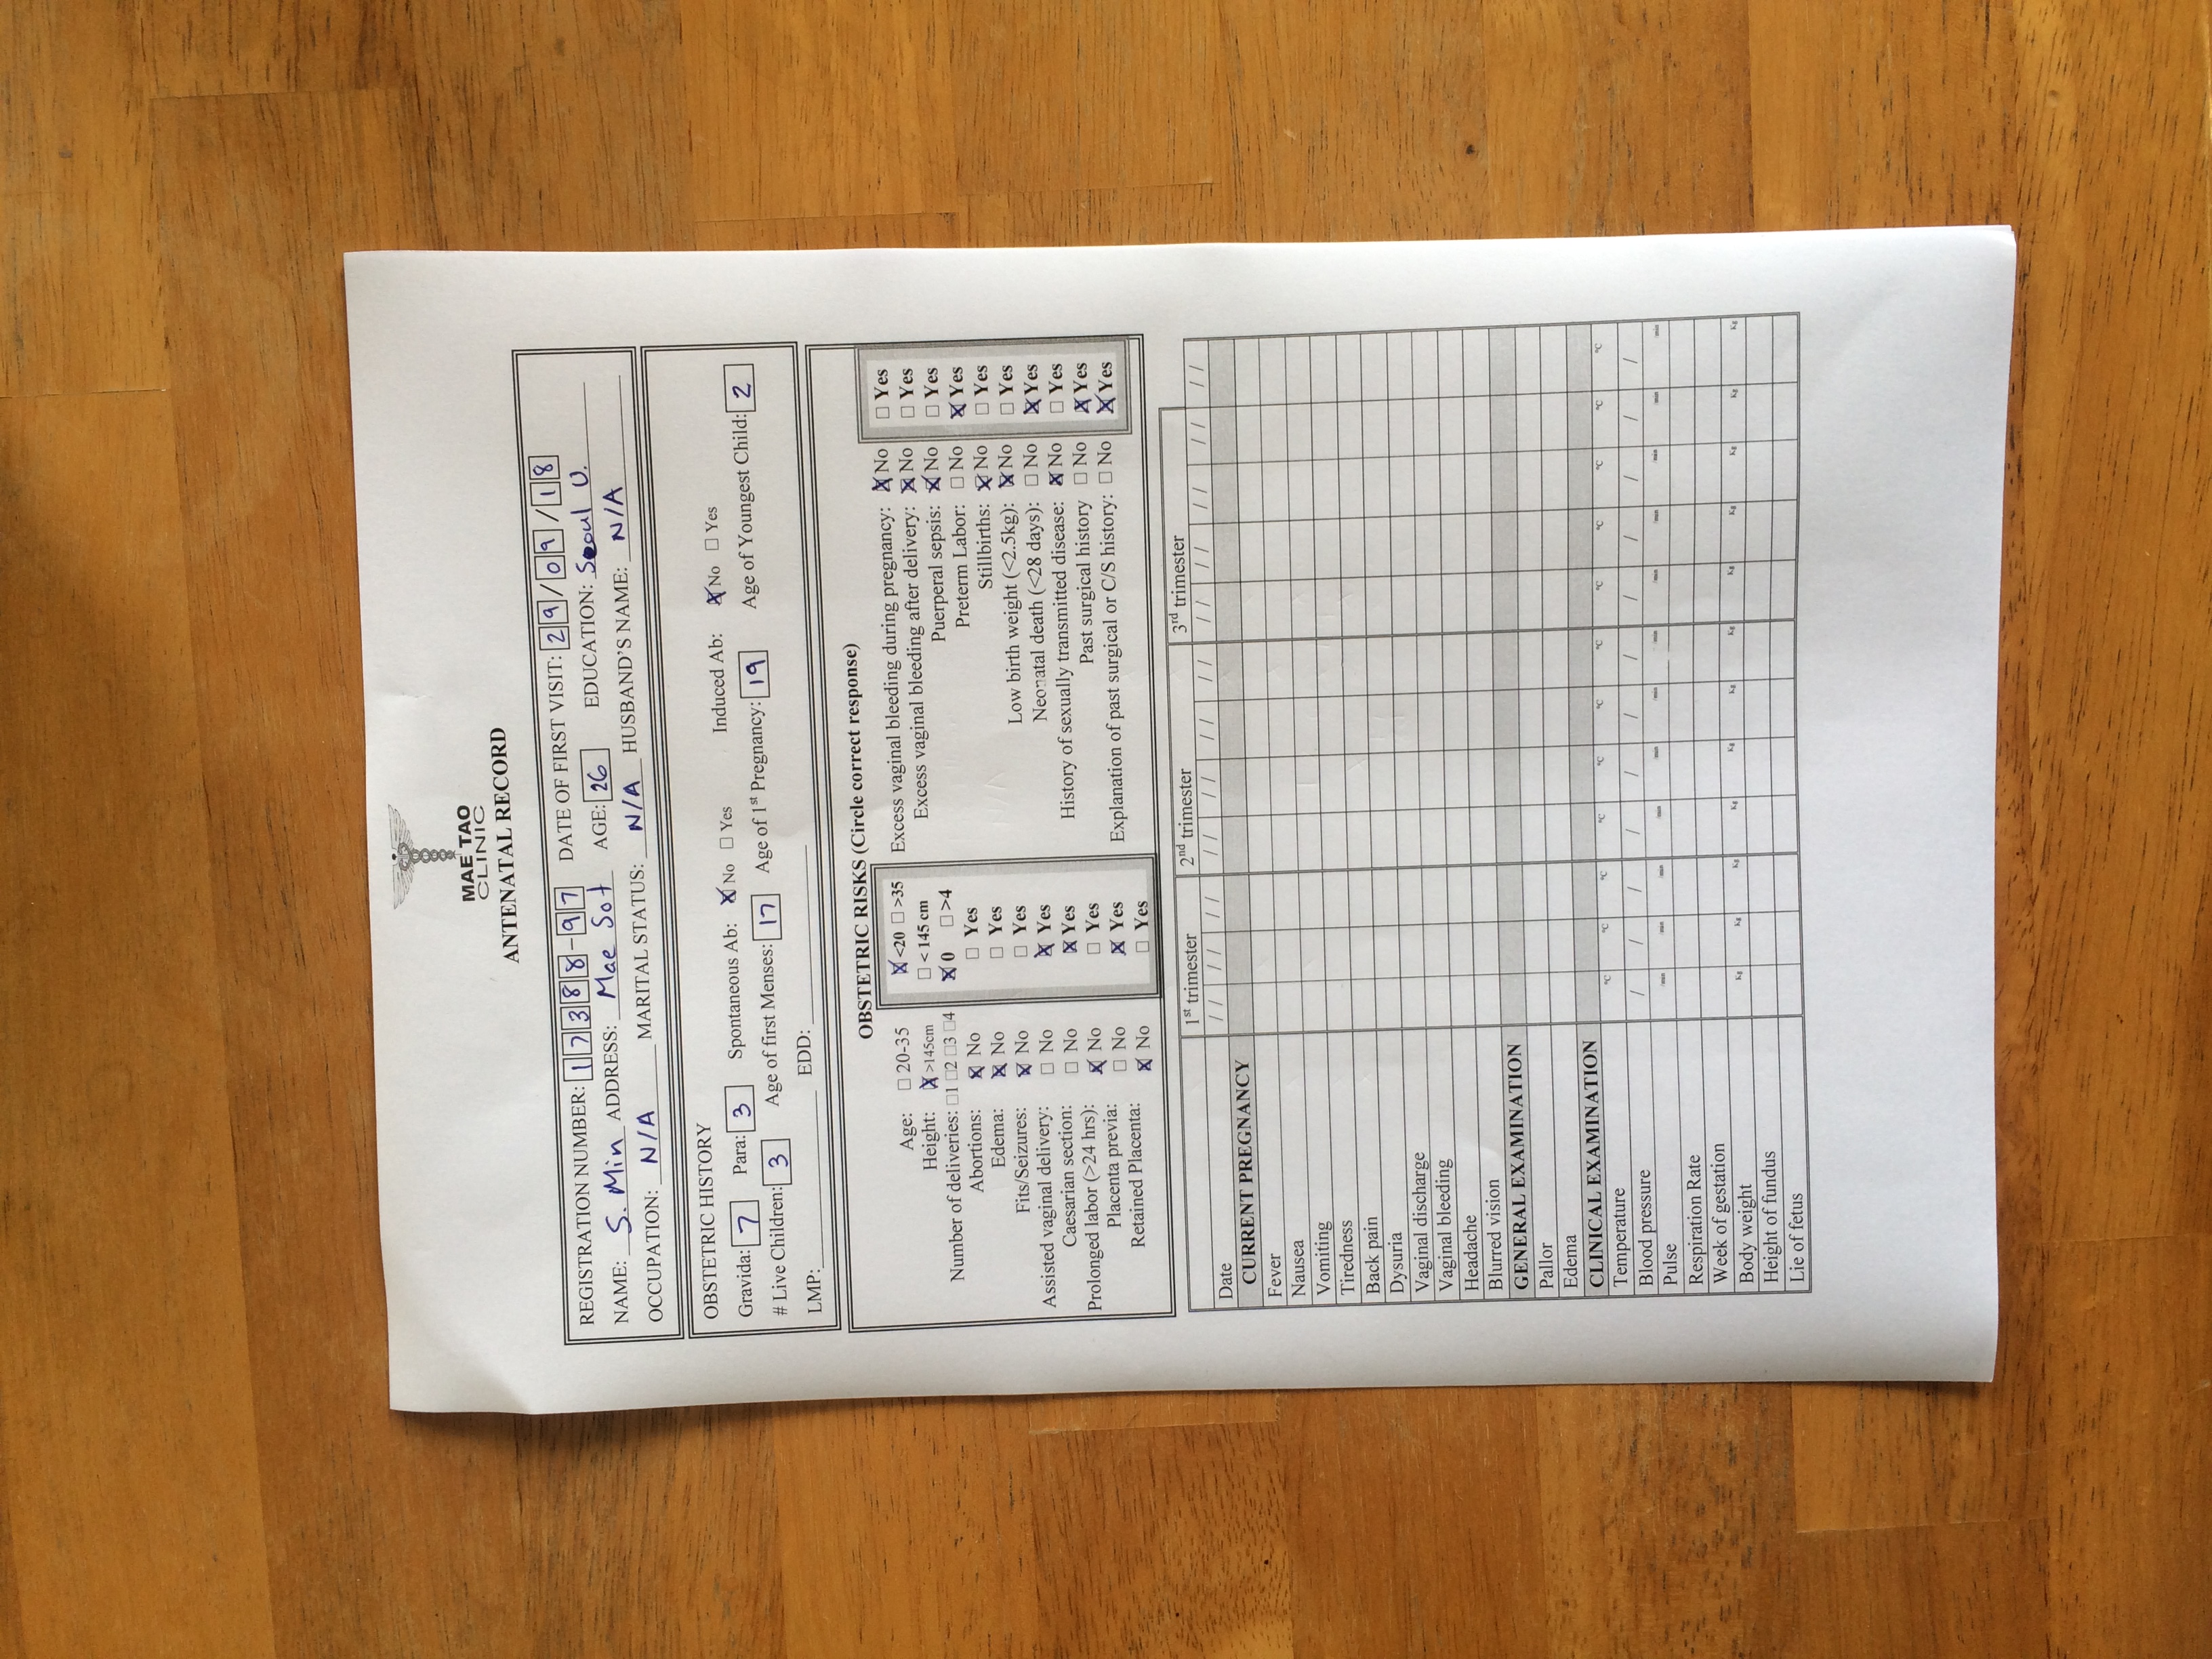 MAE TAO
CLINIC
ANTENATAL RECORD
REGISTRATION NUMBER: 17388-97 DATE OF FIRST VISIT: 29/09/18
NAME: S. Min ADDRESS: Mae Sot AGE: 26 EDUCATION: Seoul U.
OCCUPATION: N/A MARITAL STATUS: N/A HUSBAND'S NAME: N/A
OBSTETRIC HISTORY
Gravida: 7 Para: 3 Spontaneous Ab: ☒ No ☐ Yes Induced Ab: ☒ No ☐ Yes
# Live Children: 3 Age of first Menses: 17 Age of 1st Pregnancy: 19 Age of Youngest Child: 2
LMP: EDD:
OBSTETRIC RISKS (Circle correct response)
Age: ☐ 20-35 ☒ <20 ☐ >35
Height: ☒ >145cm ☐ < 145 cm
Number of deliveries: ☐1 ☐2 ☐3 ☐4 ☒ 0 ☐ >4
Abortions: ☒ No ☐ Yes
Edema: ☒ No ☐ Yes
Fits/Seizures: ☒ No ☐ Yes
Assisted vaginal delivery: ☐ No ☒ Yes
Caesarian section: ☐ No ☒ Yes
Prolonged labor (>24 hrs): ☒ No ☐ Yes
Placenta previa: ☐ No ☒ Yes
Retained Placenta: ☒ No ☐ Yes
Excess vaginal bleeding during pregnancy: ☒ No ☐ Yes
Excess vaginal bleeding after delivery: ☒ No ☐ Yes
Puerperal sepsis: ☒ No ☐ Yes
Preterm Labor: ☐ No ☒ Yes
Stillbirths: ☒ No ☐ Yes
Low birth weight (<2.5kg): ☒ No ☐ Yes
Neonatal death (<28 days): ☐ No ☒ Yes
History of sexually transmitted disease: ☒ No ☐ Yes
Past surgical history ☐ No ☒ Yes
Explanation of past surgical or C/S history: ☐ No ☒ Yes
1st trimester 2nd trimester 3rd trimester
Date / / / / / / / / / / / / / / / / / / / / / / / /
CURRENT PREGNANCY
Fever
Nausea
Vomiting
Tiredness
Back pain
Dysuria
Vaginal discharge
Vaginal bleeding
Headache
Blurred vision
GENERAL EXAMINATION
Pallor
Edema
CLINICAL EXAMINATION
Temperature °C °C °C °C °C °C °C °C °C °C °C °C
Blood pressure / / / / / / / / / / / /
Pulse /min /min /min /min /min /min /min /min /min /min /min /min
Respiration Rate
Week of gestation
Body weight Kg Kg Kg Kg Kg Kg Kg Kg Kg Kg Kg Kg
Height of fundus
Lie of fetus